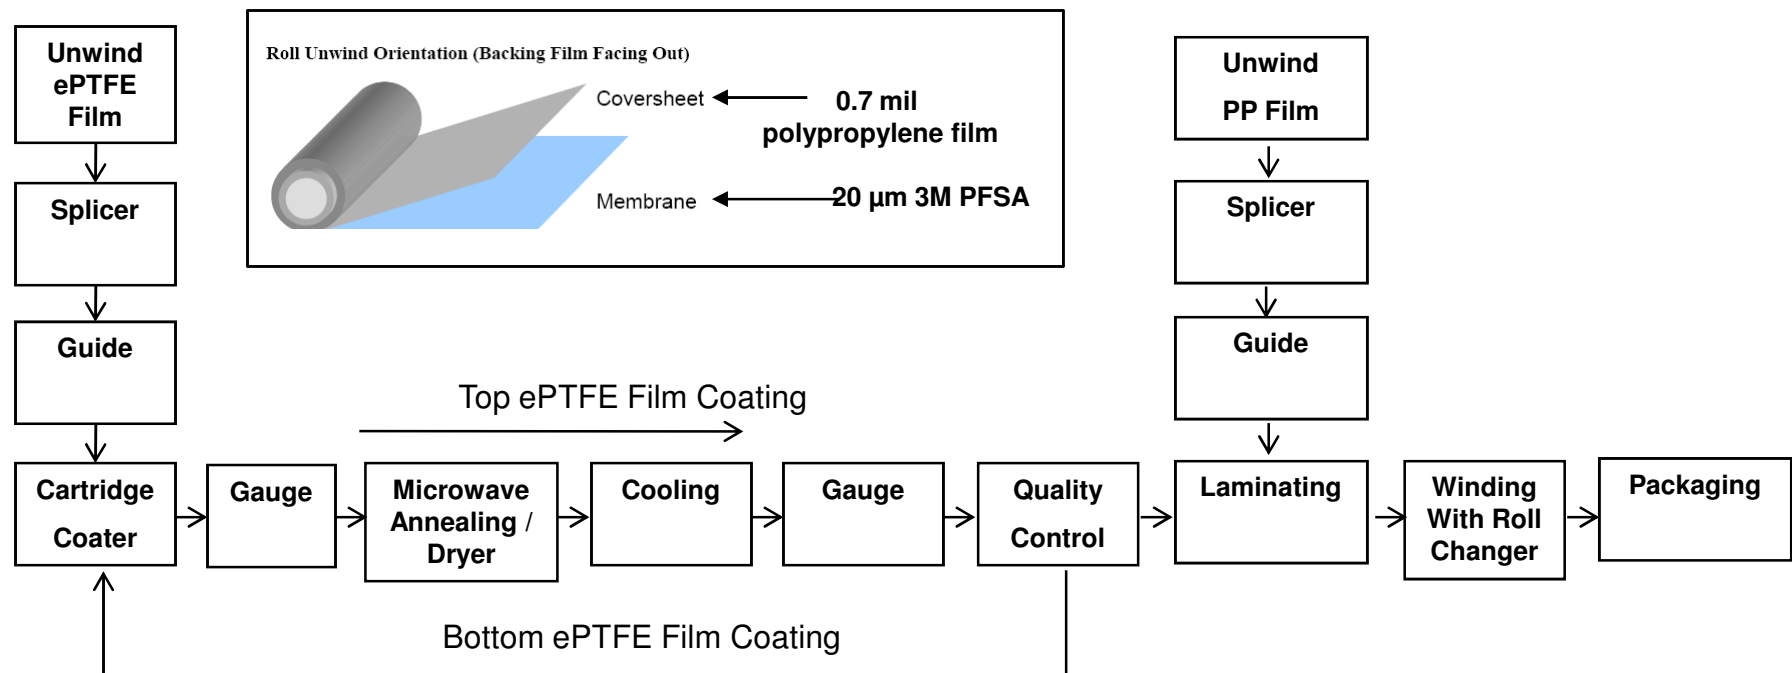 Unwind
ePTFE
Film
Splicer
Guide
Roll Unwind Orientation (Backing Film Facing Out)
Coversheet
0.7 mil
polypropylene film
Membrane
20 µm 3M PFSA
Unwind
PP Film
Splicer
Guide
Top ePTFE Film Coating
Cartridge
Coater
Gauge
Microwave
Annealing /
Dryer
Cooling
Gauge
Quality
Control
Laminating
Winding
With Roll
Changer
Packaging
Bottom ePTFE Film Coating